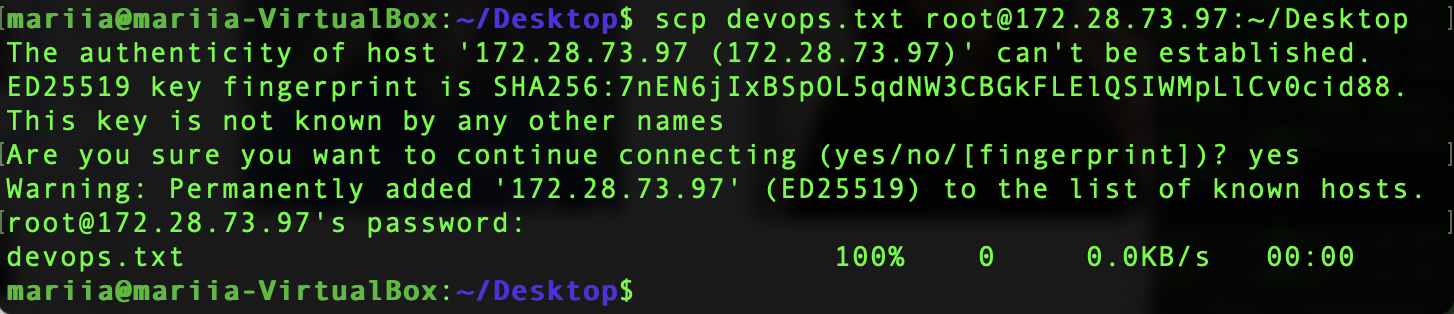 mariia@mariia-VirtualBox:~/Desktop$ scp devops.txt root@172.28.73.97:~/Desktop
The authenticity of host '172.28.73.97 (172.28.73.97)' can't be established.
ED25519 key fingerprint is SHA256:7nEN6jIxBSpOL5qdNW3CBGkFLElQSIWMpLlCv0cid88.
This key is not known by any other names
Are you sure you want to continue connecting (yes/no/[fingerprint])? yes
Warning: Permanently added '172.28.73.97' (ED25519) to the list of known hosts.
root@172.28.73.97's password:
devops.txt 100% 0 0.0KB/s 00:00
mariia@mariia-VirtualBox:~/Desktop$